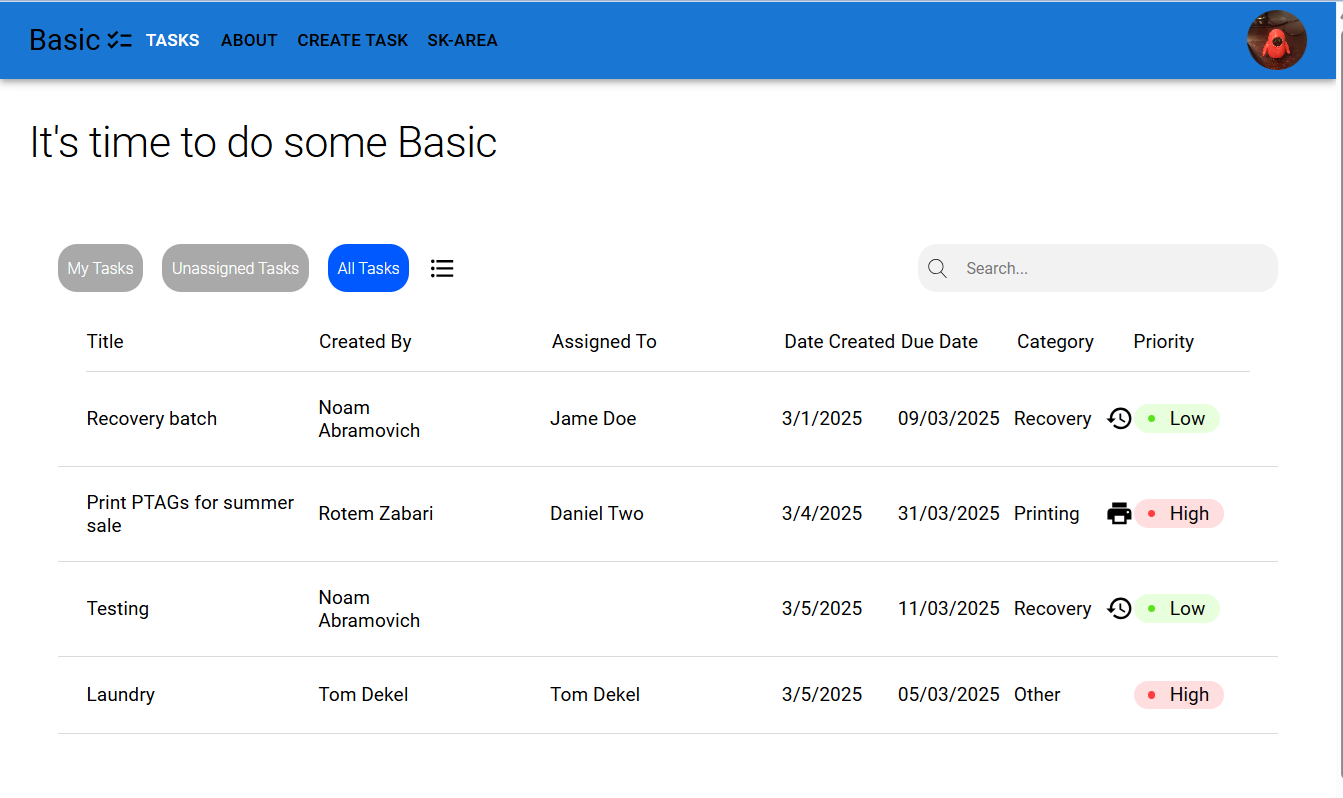 Basic TASKS ABOUT CREATE TASK SK-AREA
It's time to do some Basic
My Tasks Unassigned Tasks All Tasks Search...
Title Created By Assigned To Date Created Due Date Category Priority
Recovery batch Noam Abramovich Jame Doe 3/1/2025 09/03/2025 Recovery Low
Print PTAGs for summer sale Rotem Zabari Daniel Two 3/4/2025 31/03/2025 Printing High
Testing Noam Abramovich 3/5/2025 11/03/2025 Recovery Low
Laundry Tom Dekel Tom Dekel 3/5/2025 05/03/2025 Other High